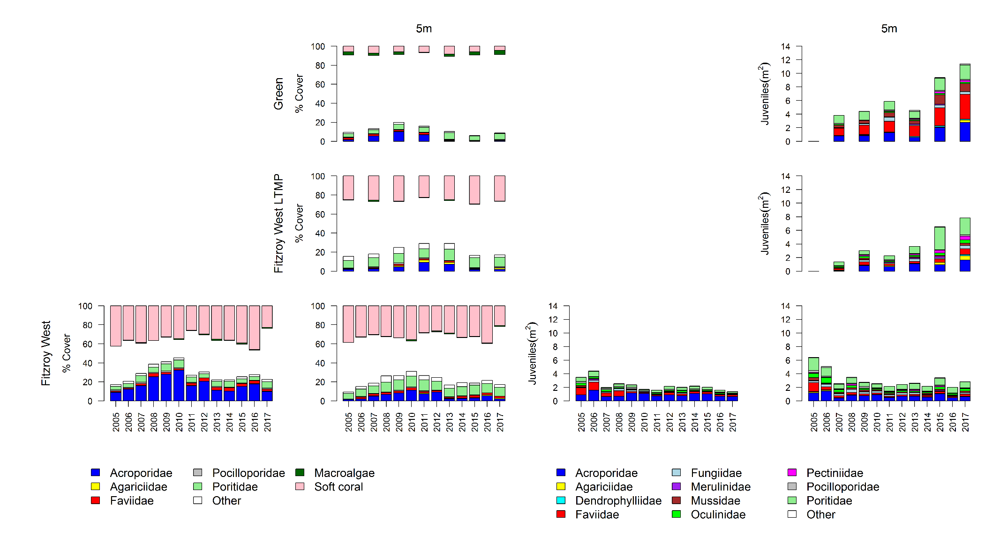 5m
5m
Green
% Cover
100
80
60
40
20
0
Juveniles(m²)
14
12
10
8
6
4
2
0
Fitzroy West LTMP
% Cover
100
80
60
40
20
0
Juveniles(m²)
14
12
10
8
6
4
2
0
Fitzroy West
% Cover
100
80
60
40
20
0
100
80
60
40
20
0
Juveniles(m²)
14
12
10
8
6
4
2
0
14
12
10
8
6
4
2
0
2005 2006 2007 2008 2009 2010 2011 2012 2013 2014 2015 2016 2017
2005 2006 2007 2008 2009 2010 2011 2012 2013 2014 2015 2016 2017
2005 2006 2007 2008 2009 2010 2011 2012 2013 2014 2015 2016 2017
2005 2006 2007 2008 2009 2010 2011 2012 2013 2014 2015 2016 2017
Acroporidae Pocilloporidae Macroalgae
Agariciidae Poritidae Soft coral
Faviidae Other
Acroporidae Fungiidae Pectiniidae
Agariciidae Merulinidae Pocilloporidae
Dendrophylliidae Mussidae Poritidae
Faviidae Oculinidae Other